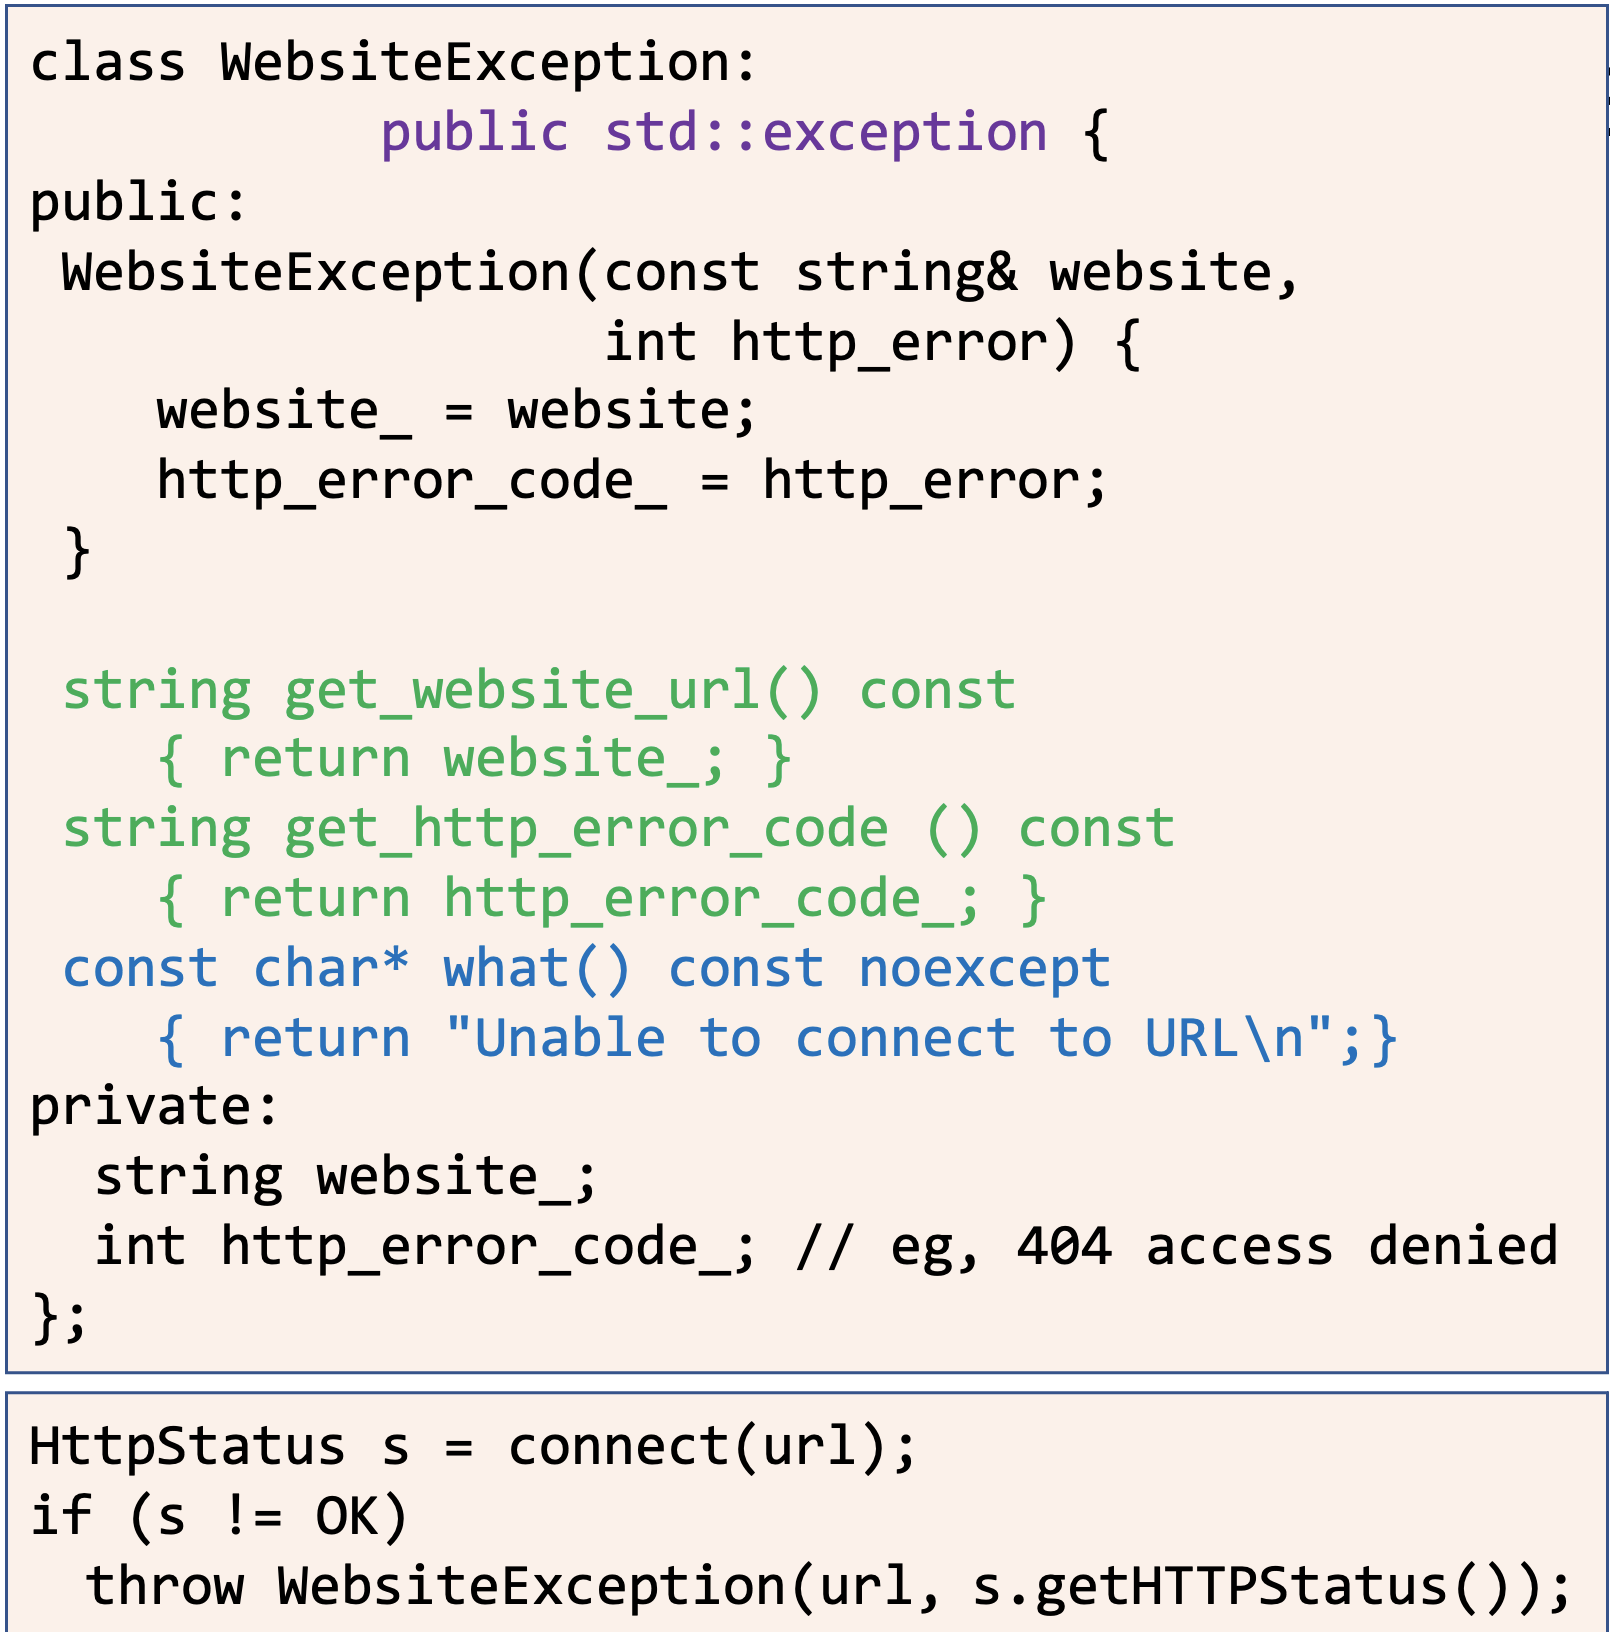 class WebsiteException:
public std::exception {
public:
WebsiteException(const string& website,
int http_error) {
website_ = website;
http_error_code_ = http_error;
}
string get_website_url() const
{ return website_; }
string get_http_error_code () const
{ return http_error_code_; }
const char* what() const noexcept
{ return "Unable to connect to URL\n";}
private:
string website_;
int http_error_code_; // eg, 404 access denied
};
HttpStatus s = connect(url);
if (s != OK)
throw WebsiteException(url, s.getHTTPStatus());